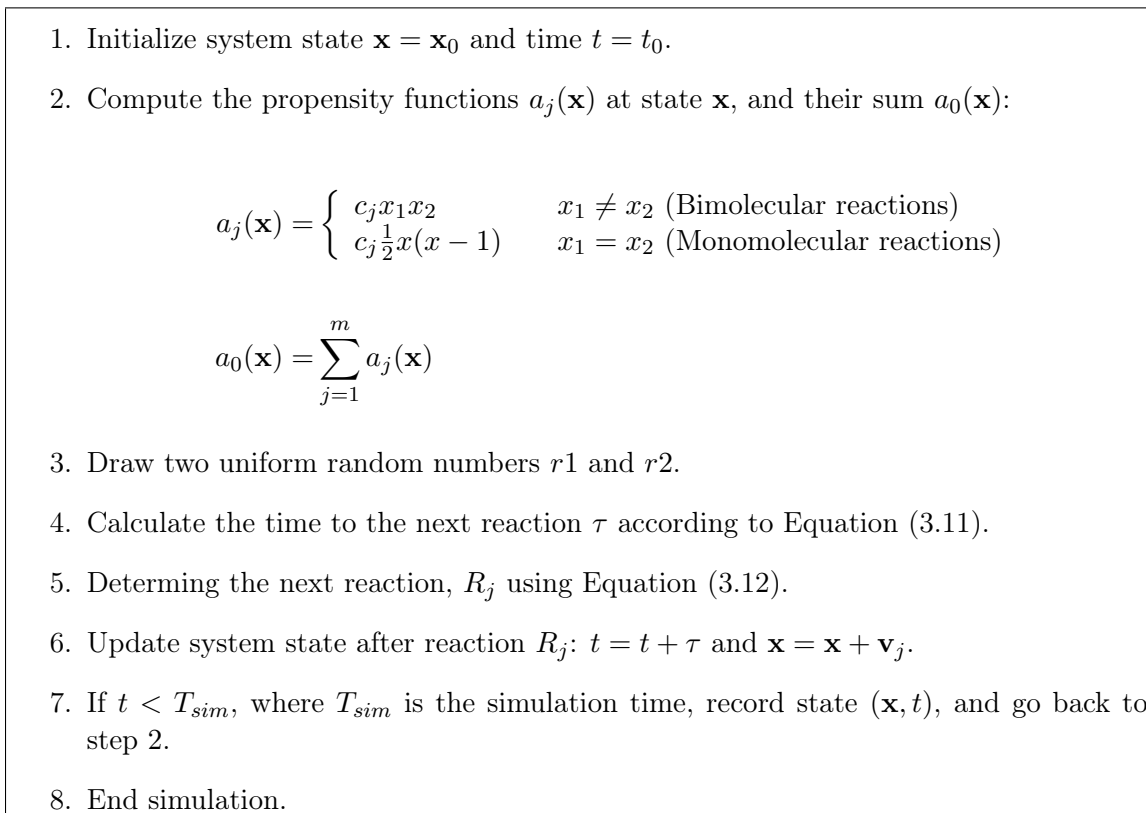 1. Initialize system state x = x₀ and time t = t₀.
2. Compute the propensity functions aⱼ(x) at state x, and their sum a₀(x):
aⱼ(x) = { cⱼx₁x₂ x₁ ≠ x₂ (Bimolecular reactions)
cⱼ½x(x − 1) x₁ = x₂ (Monomolecular reactions)
a₀(x) = ∑ⱼ₌₁ᵐ aⱼ(x)
3. Draw two uniform random numbers r1 and r2.
4. Calculate the time to the next reaction τ according to Equation (3.11).
5. Determing the next reaction, Rⱼ using Equation (3.12).
6. Update system state after reaction Rⱼ: t = t + τ and x = x + vⱼ.
7. If t < Tₛᵢₘ, where Tₛᵢₘ is the simulation time, record state (x, t), and go back to
step 2.
8. End simulation.